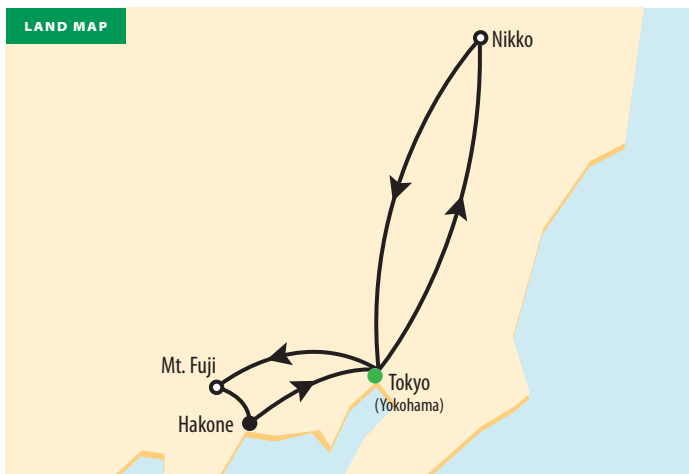 LAND MAP
Nikko
Mt. Fuji
Tokyo
(Yokohama)
Hakone